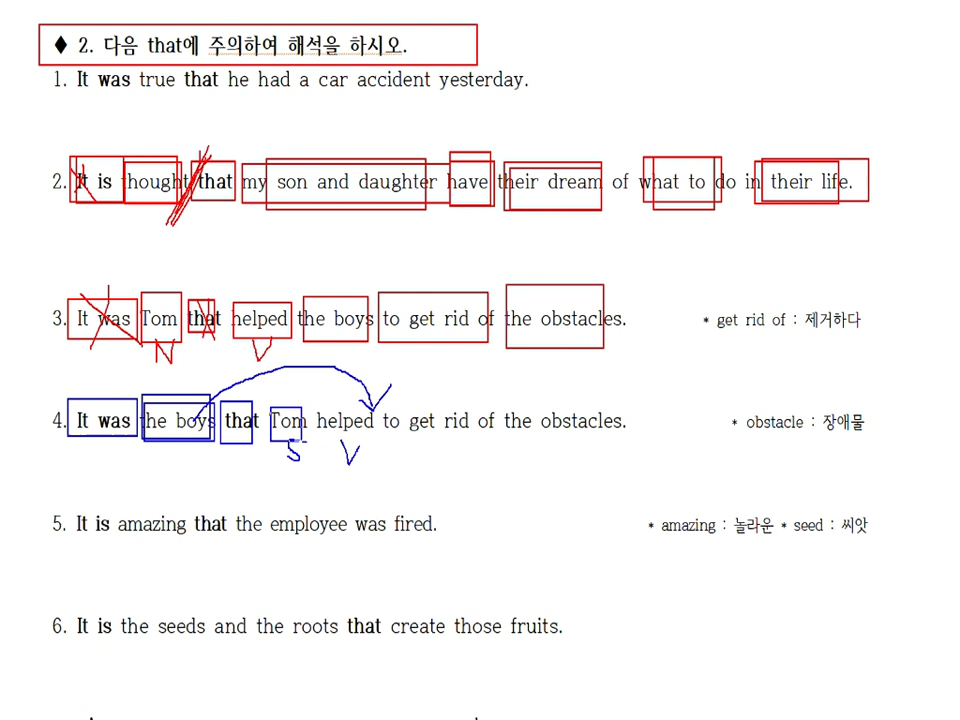 ◆ 2. 다음 that에 주의하여 해석을 하시오.
1. It was true that he had a car accident yesterday.
2. It is thought that my son and daughter have their dream of what to do in their life.
3. It was Tom that helped the boys to get rid of the obstacles. * get rid of : 제거하다
N V
4. It was the boys that Tom helped to get rid of the obstacles. * obstacle : 장애물
S V
5. It is amazing that the employee was fired. * amazing : 놀라운 * seed : 씨앗
6. It is the seeds and the roots that create those fruits.